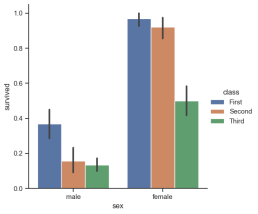 1.0
0.8
0.6
0.4
0.2
0.0
survived
male
female
sex
class
First
Second
Third